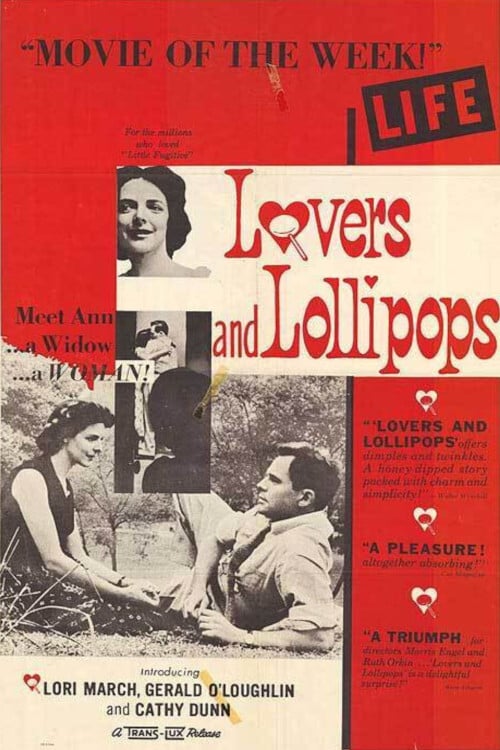 "MOVIE OF THE WEEK!"
LIFE
For the millions
who loved
"Little Fugitive"
Lovers
and Lollipops
Meet Ann
...a Widow
...a WOMAN!
"'LOVERS AND
LOLLIPOPS' offers
dimples and twinkles.
A honey dipped story
packed with charm and
simplicity!" – Walter Winchell
"A PLEASURE!
altogether absorbing!"
"A TRIUMPH for
directors Morris Engel and
Ruth Orkin ...'Lovers and
Lollipops' is a delightful
surprise!"
Introducing
LORI MARCH, GERALD O'LOUGHLIN
and CATHY DUNN
A TRANS-LUX Release